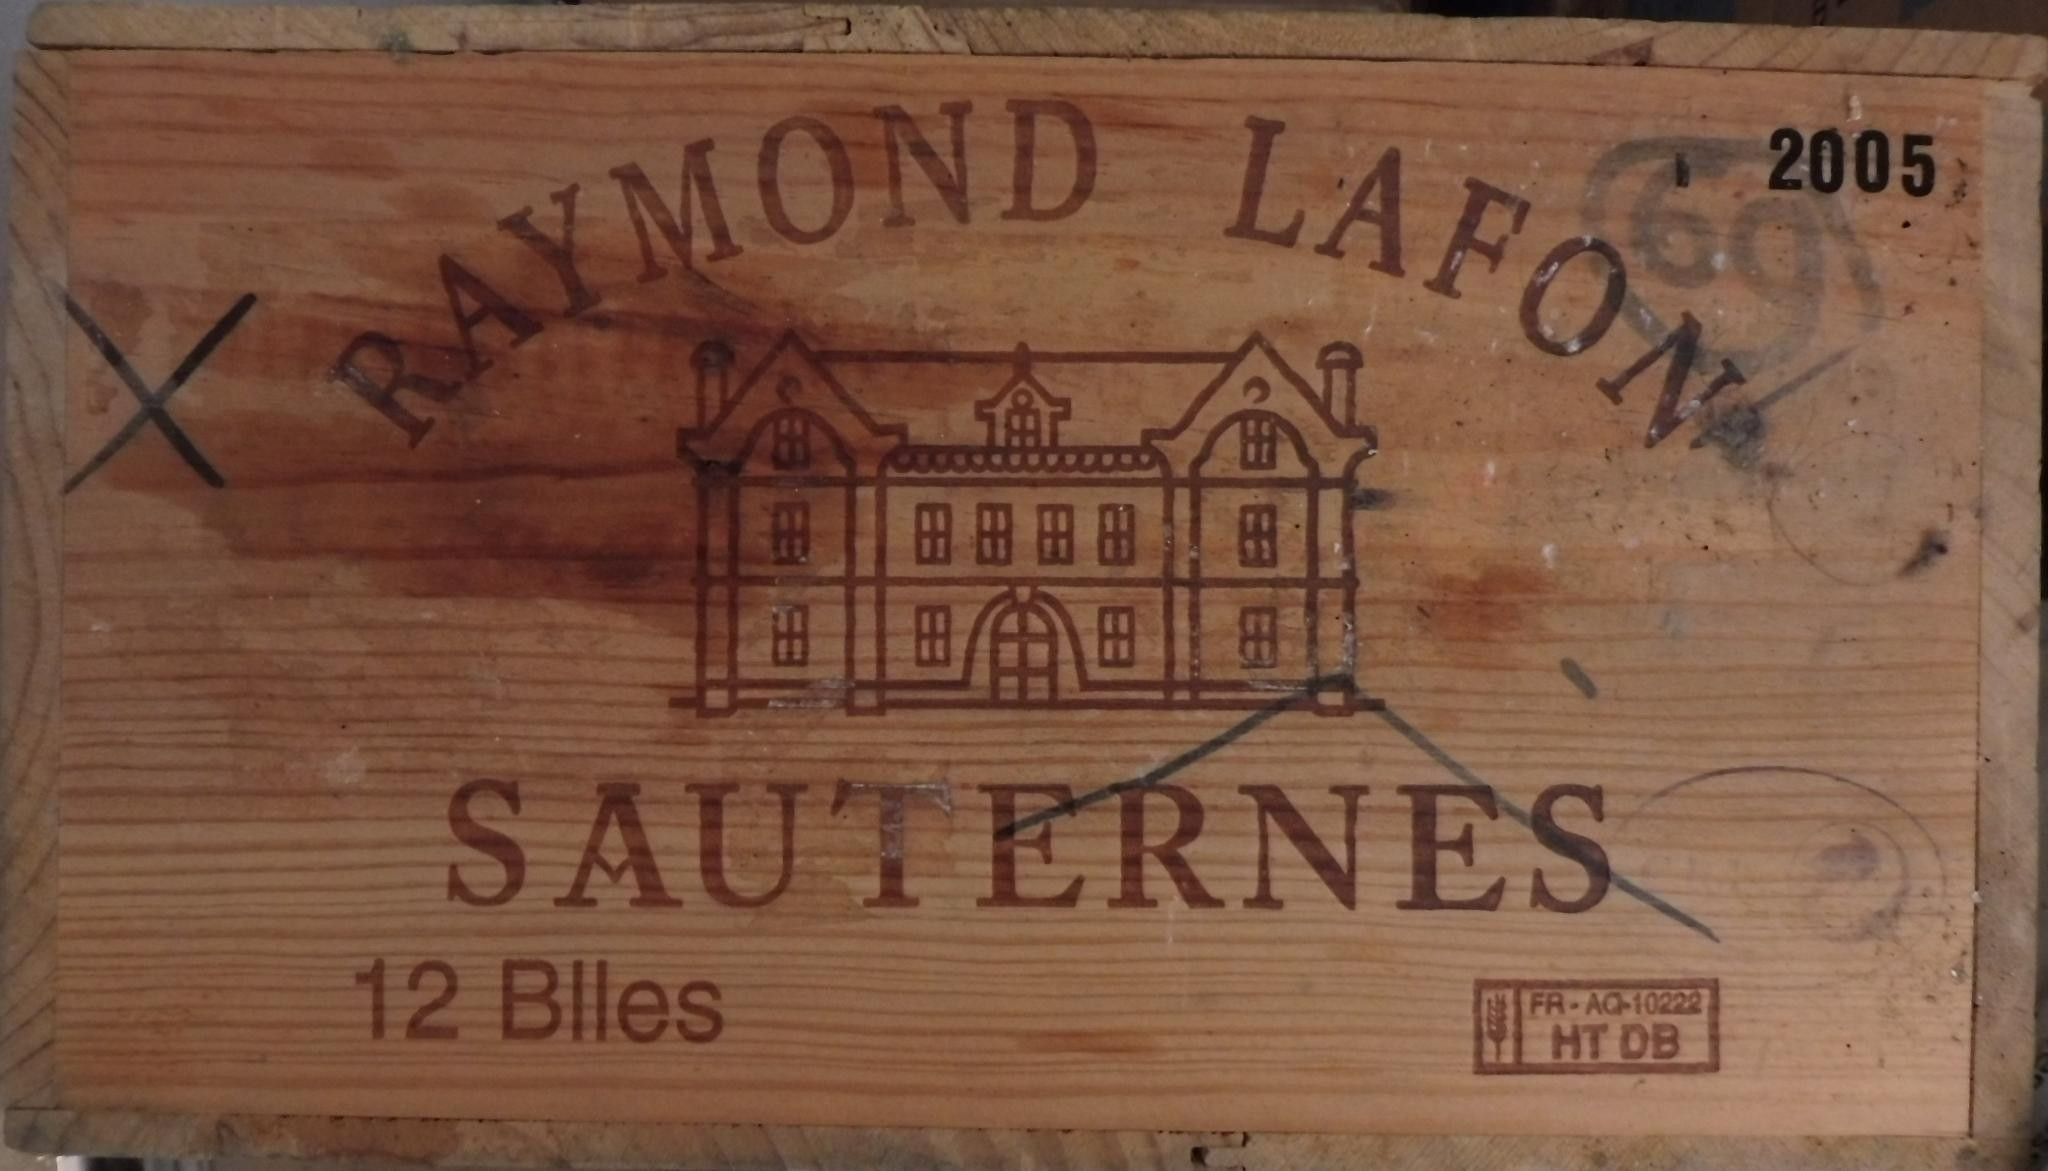 2005
RAYMOND LAFON
SAUTERNES
12 Blles
FR - AQ-10222
HT DB